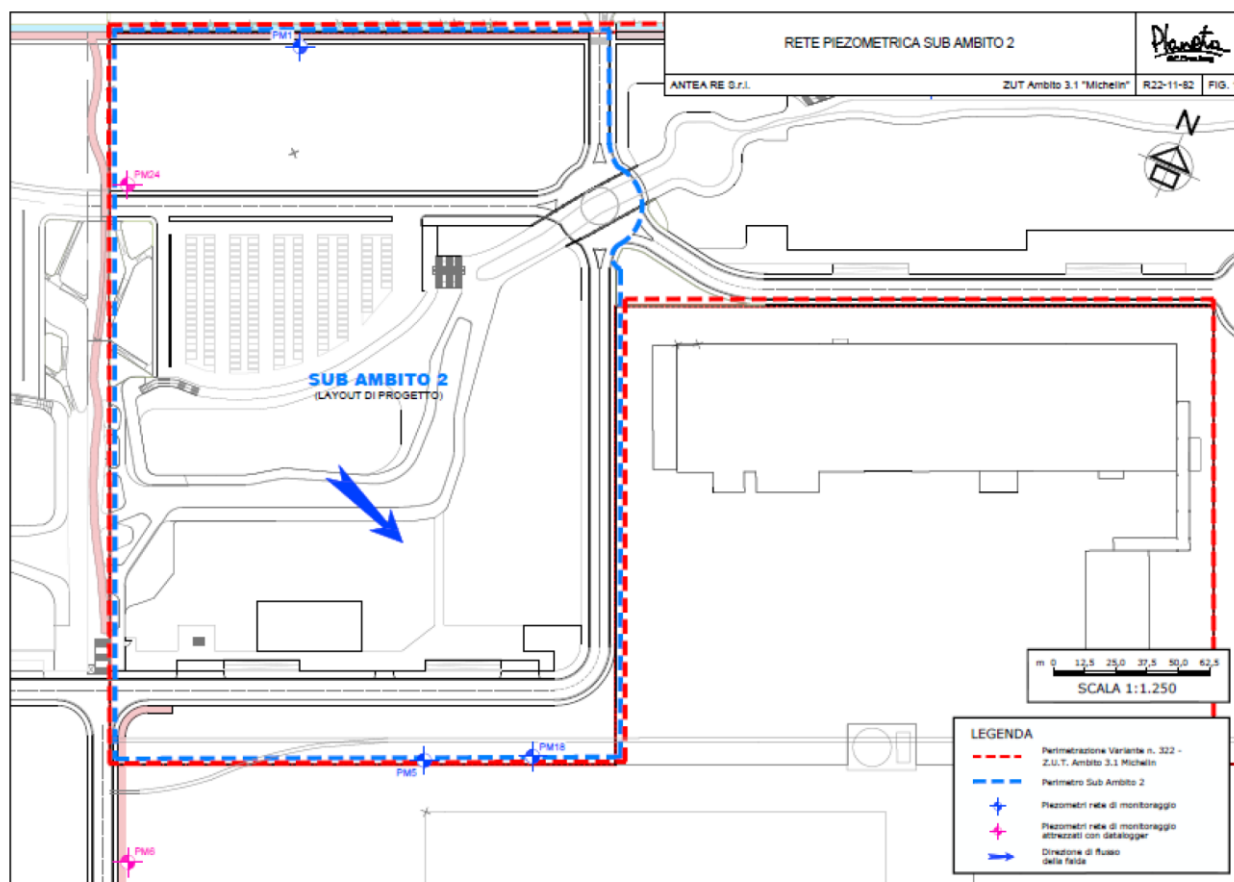 RETE PIEZOMETRICA SUB AMBITO 2
Planeta
ANTEA RE S.r.l.
ZUT Ambito 3.1 "Michelin"
R22-11-82
FIG.
N
PM1
PM24
SUB AMBITO 2
(LAYOUT DI PROGETTO)
m 0 12,5 25,0 37,5 50,0 62,5
SCALA 1:1.250
PM18
PM5
PM6
LEGENDA
Perimetrazione Variante n. 322 -
Z.U.T. Ambito 3.1 Michelin
Perimetro Sub Ambito 2
Piezometri rete di monitoraggio
Piezometri rete di monitoraggio
attrezzati con datalogger
Direzione di flusso
della falda